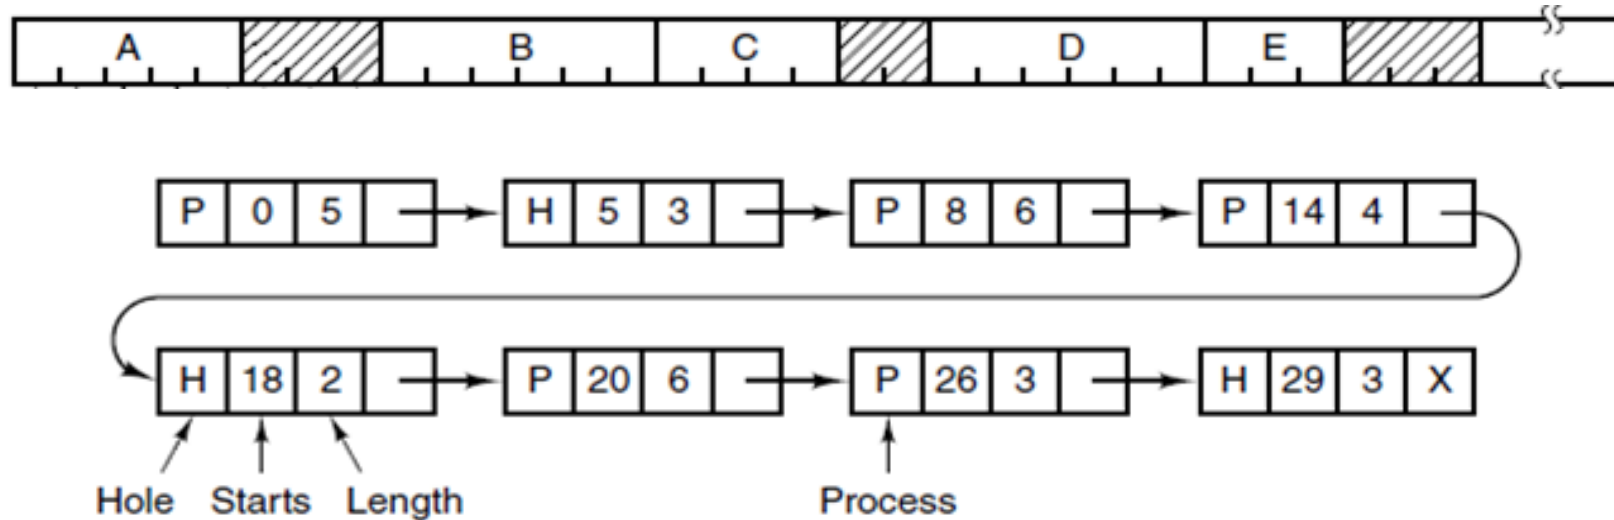 A B C D E
P 0 5 H 5 3 P 8 6 P 14 4
H 18 2 P 20 6 P 26 3 H 29 3 X
Hole Starts Length Process